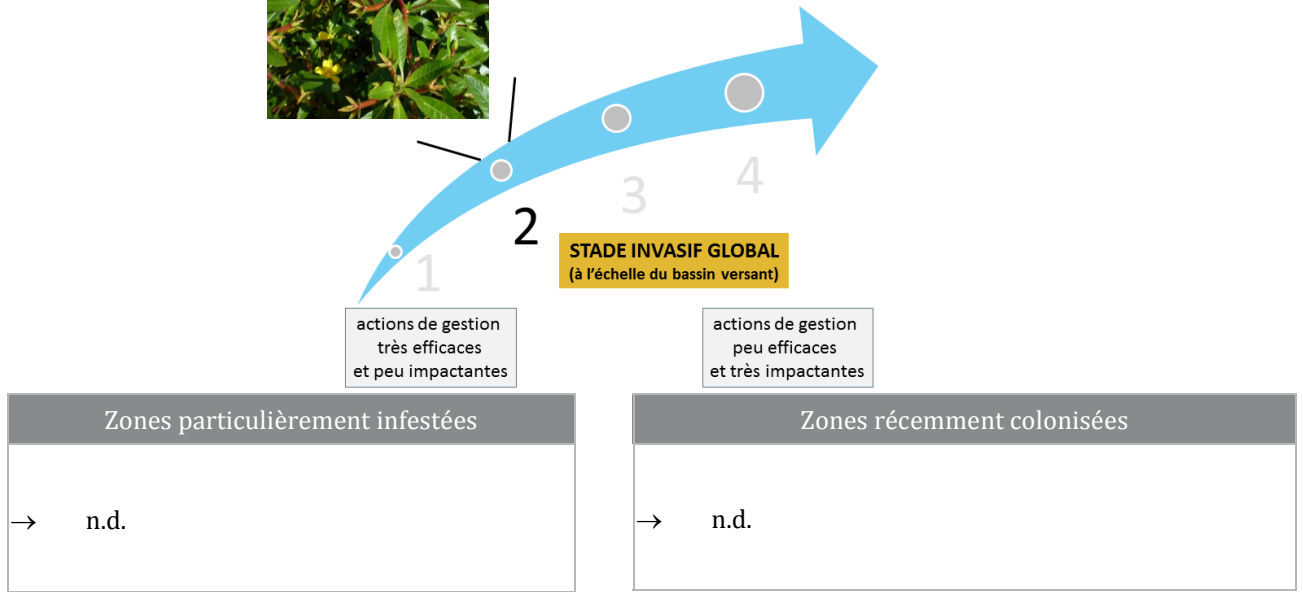 4
3
2
STADE INVASIF GLOBAL
(à l'échelle du bassin versant)
1
actions de gestion
très efficaces
et peu impactantes
actions de gestion
peu efficaces
et très impactantes
Zones particulièrement infestées
Zones récemment colonisées
→ n.d.
→ n.d.